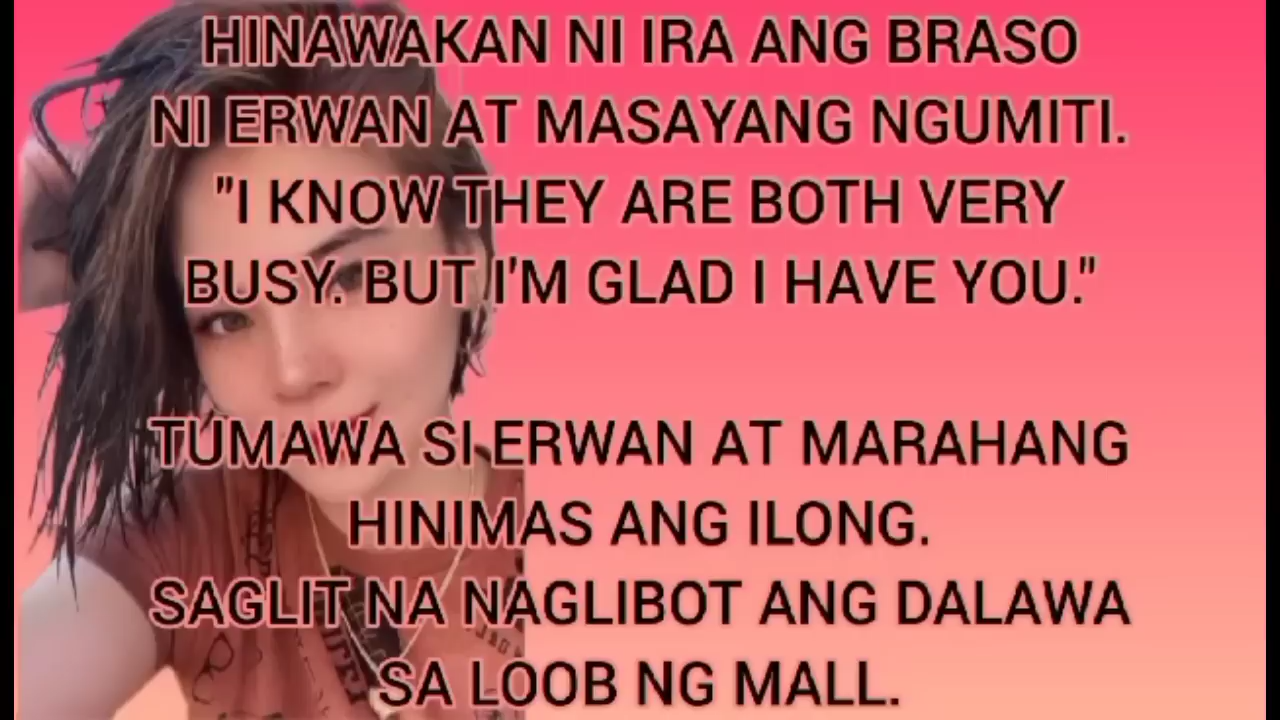 HINAWAKAN NI IRA ANG BRASO
NI ERWAN AT MASAYANG NGUMITI.
"I KNOW THEY ARE BOTH VERY
BUSY. BUT I'M GLAD I HAVE YOU."
TUMAWA SI ERWAN AT MARAHANG
HINIMAS ANG ILONG.
SAGLIT NA NAGLIBOT ANG DALAWA
SA LOOB NG MALL.